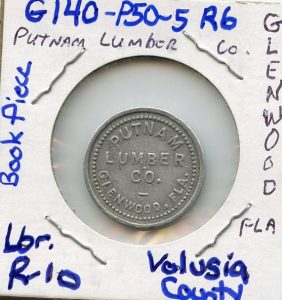 G140-P50-5 R6
PUTNAM LUMBER CO.
GLENWOOD
FLA
Book Piece
PUTNAM
LUMBER
CO.
GLENWOOD, FLA.
Lbr.
R-10
Volusia
County